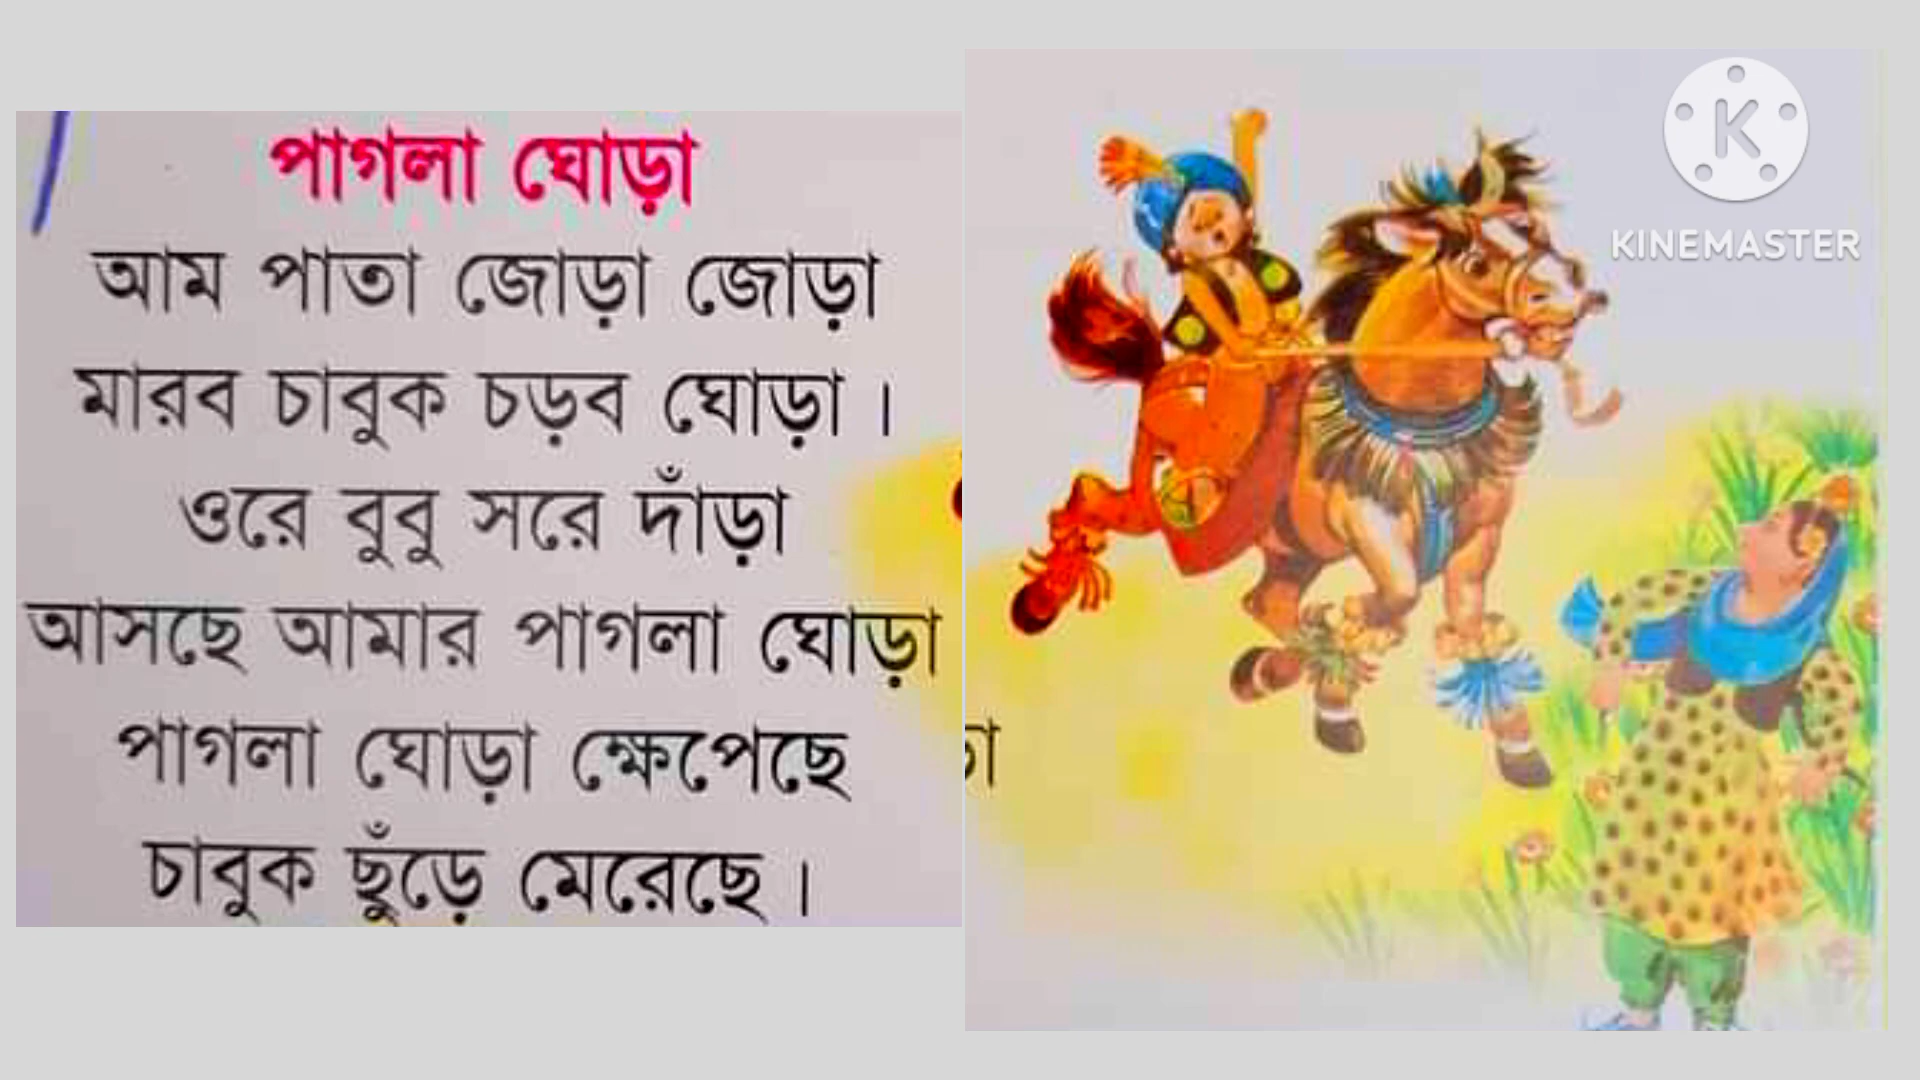 পাগলা ঘোড়া
আম পাতা জোড়া জোড়া
মারব চাবুক চড়ব ঘোড়া ।
ওরে বুবু সরে দাঁড়া
আসছে আমার পাগলা ঘোড়া
পাগলা ঘোড়া ক্ষেপেছে
চাবুক ছুঁড়ে মেরেছে ।
K
KINEMASTER